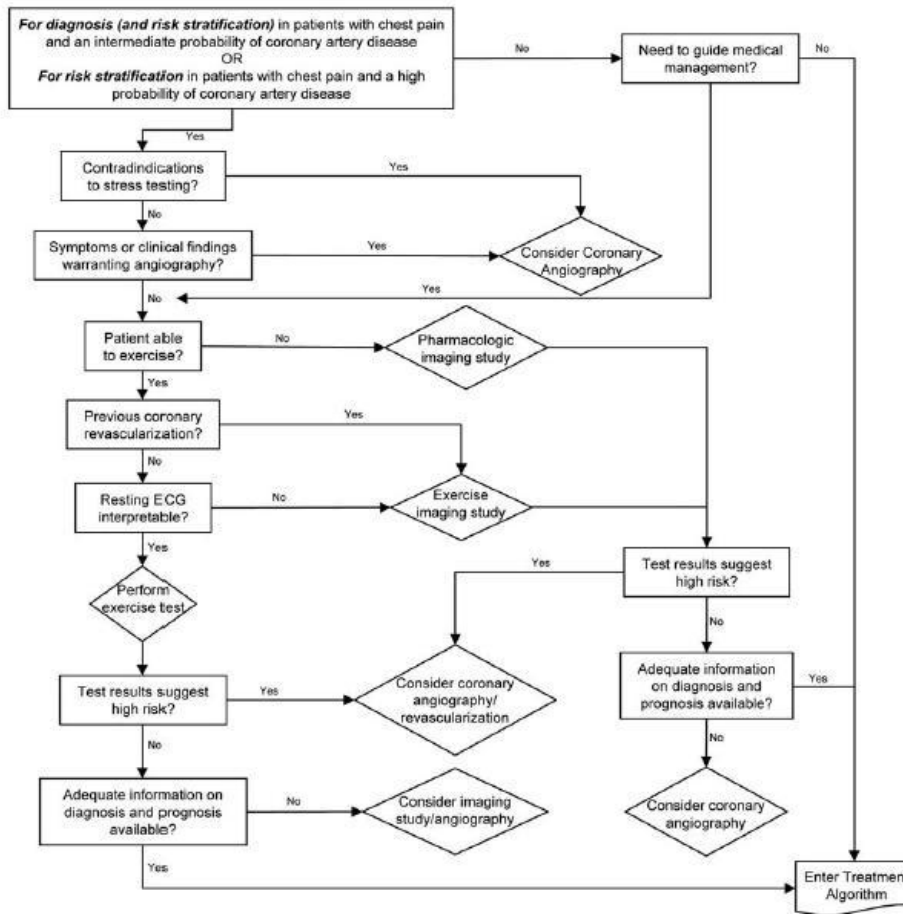 For diagnosis (and risk stratification) in patients with chest pain
and an intermediate probability of coronary artery disease
OR
For risk stratification in patients with chest pain and a high
probability of coronary artery disease
No
Need to guide medical
management?
No
Yes
Contradindications
to stress testing?
Yes
No
Symptoms or clinical findings
warranting angiography?
Yes
Consider Coronary
Angiography
Yes
No
Patient able
to exercise?
No
Pharmacologic
imaging study
Yes
Previous coronary
revascularization?
Yes
No
Resting ECG
interpretable?
No
Exercise
imaging study
Yes
Perform
exercise test
Yes
Test results suggest
high risk?
No
Test results suggest
high risk?
Yes
Consider coronary
angiography/
revascularization
Adequate information
on diagnosis and
prognosis available?
Yes
No
No
Adequate information on
diagnosis and prognosis
available?
No
Consider imaging
study/angiography
Consider coronary
angiography
Yes
Enter Treatment
Algorithm